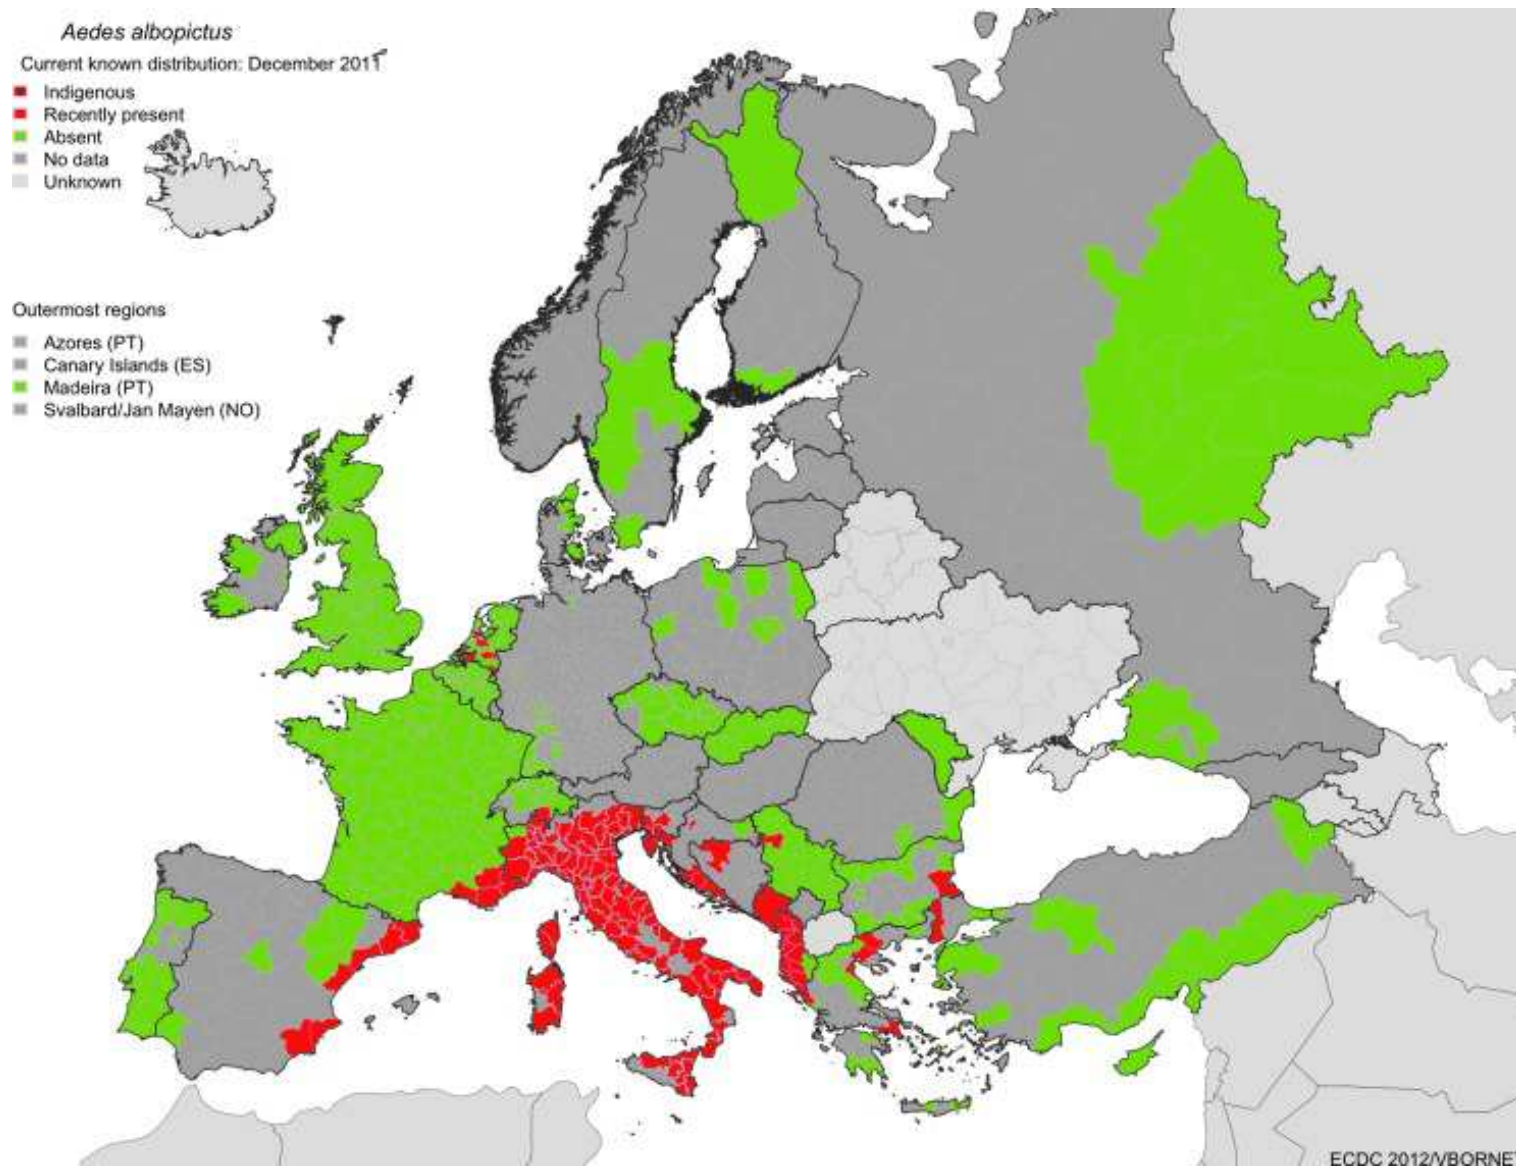 Aedes albopictus
Current known distribution: December 2011
Indigenous
Recently present
Absent
No data
Unknown
Outermost regions
Azores (PT)
Canary Islands (ES)
Madeira (PT)
Svalbard/Jan Mayen (NO)
ECDC 2012/VBORNET